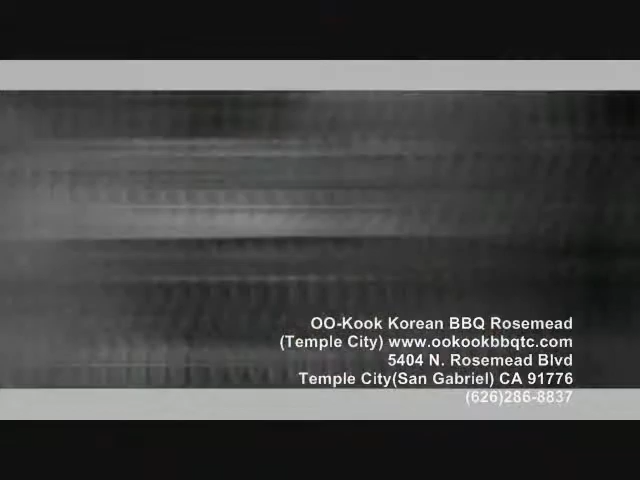 OO-Kook Korean BBQ Rosemead
(Temple City) www.ookookbbqtc.com
5404 N. Rosemead Blvd
Temple City(San Gabriel) CA 91776
(626)286-8837